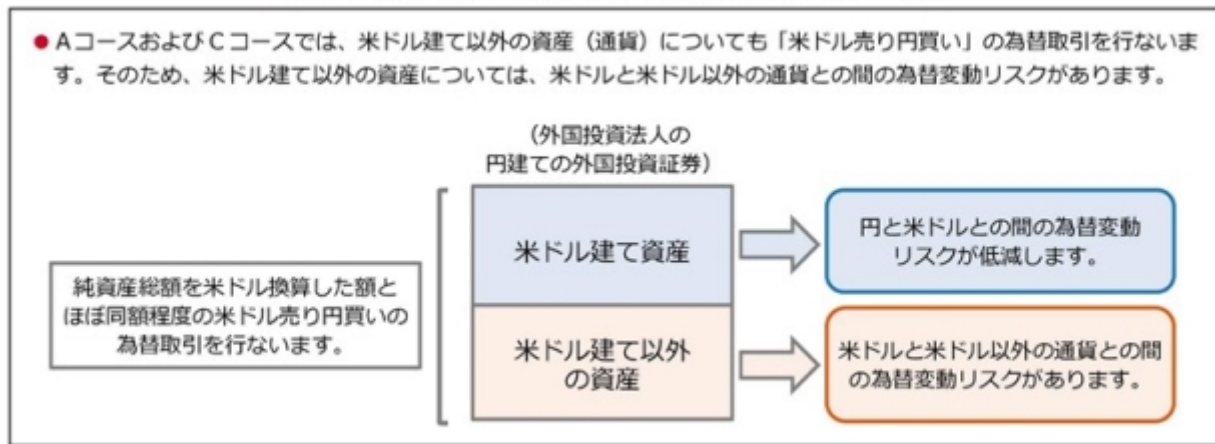 ● AコースおよびCコースでは、米ドル建て以外の資産（通貨）についても「米ドル売り円買い」の為替取引を行ないま
す。そのため、米ドル建て以外の資産については、米ドルと米ドル以外の通貨との間の為替変動リスクがあります。
（外国投資法人の
円建ての外国投資証券）
純資産総額を米ドル換算した額と
ほぼ同額程度の米ドル売り円買いの
為替取引を行ないます。
米ドル建て資産
円と米ドルとの間の為替変動
リスクが低減します。
米ドル建て以外
の資産
米ドルと米ドル以外の通貨との間
の為替変動リスクがあります。